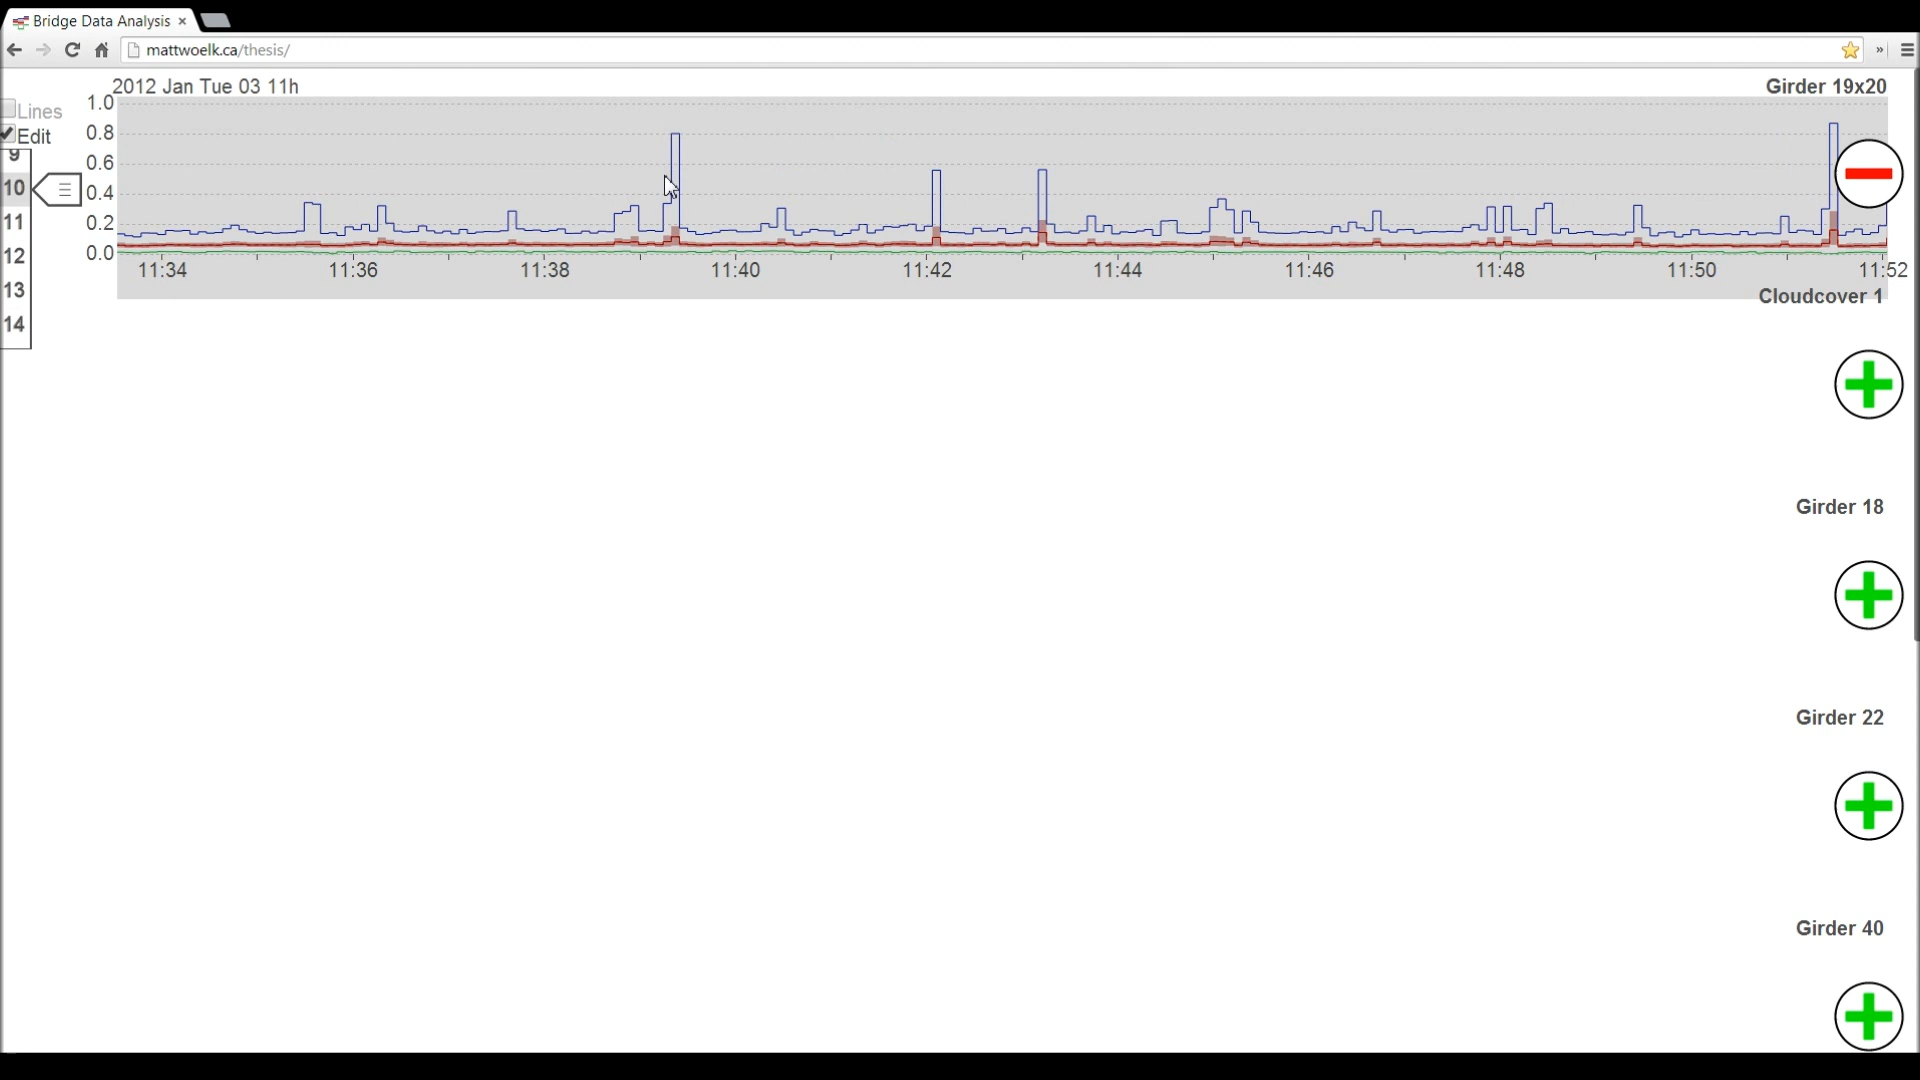 Bridge Data Analysis ×
mattwoelk.ca/thesis/
»
2012 Jan Tue 03 11h
Girder 19x20
Lines
Edit
9
10
11
12
13
14
1.0
0.8
0.6
0.4
0.2
0.0
11:34 11:36 11:38 11:40 11:42 11:44 11:46 11:48 11:50 11:52
Cloudcover 1
Girder 18
Girder 22
Girder 40